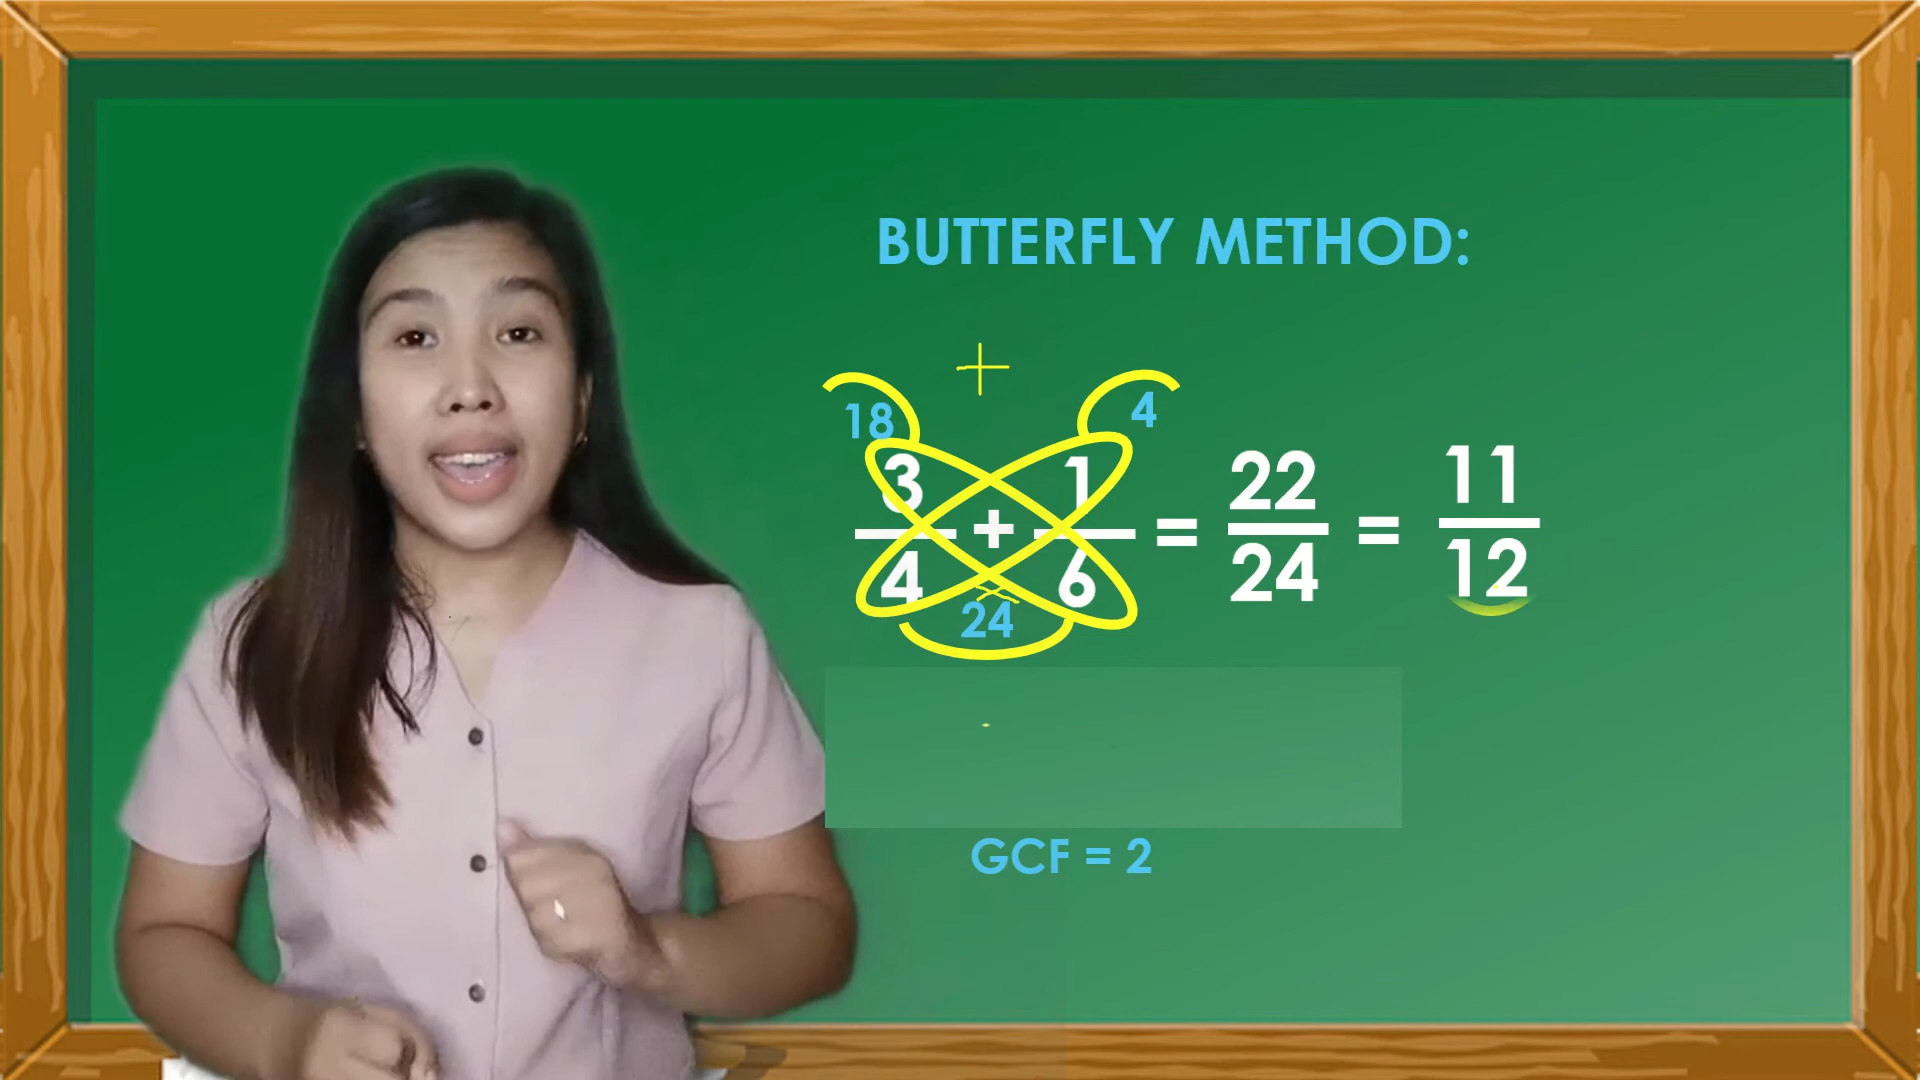 BUTTERFLY METHOD:
+
18 4
3/4 + 1/6 = 22/24 = 11/12
×
24
GCF = 2